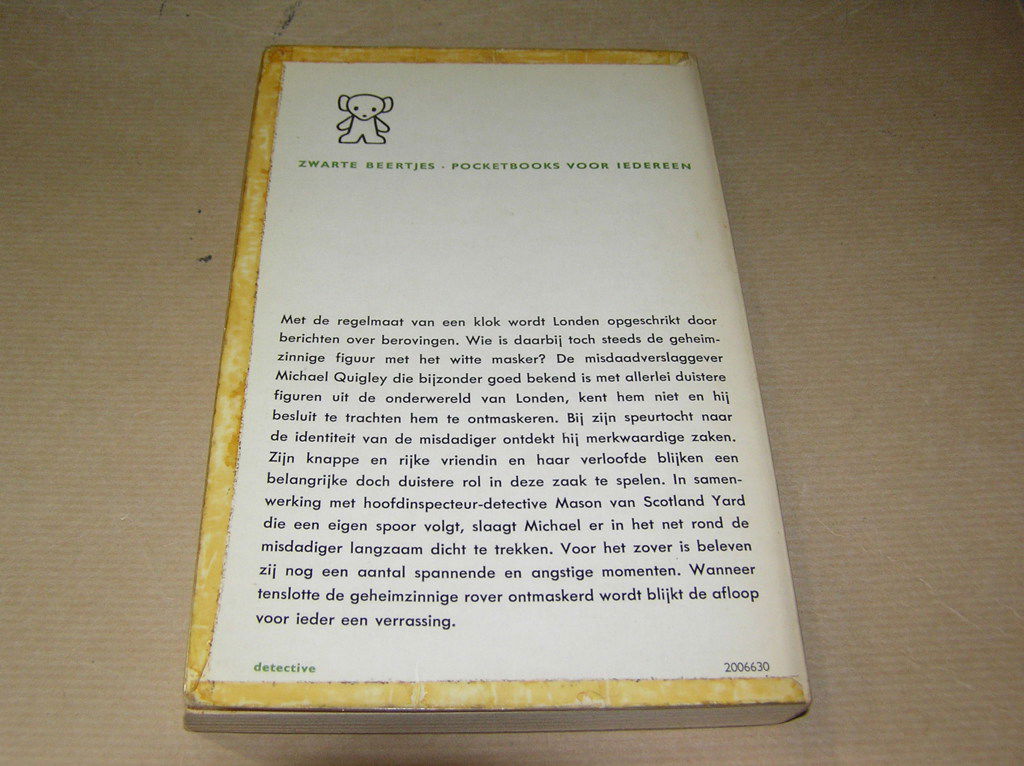 ZWARTE BEERTJES · POCKETBOOKS VOOR IEDEREEN
Met de regelmaat van een klok wordt Londen opgeschrikt door
berichten over berovingen. Wie is daarbij toch steeds de geheim-
zinnige figuur met het witte masker? De misdaadverslaggever
Michael Quigley die bijzonder goed bekend is met allerlei duistere
figuren uit de onderwereld van Londen, kent hem niet en hij
besluit te trachten hem te ontmaskeren. Bij zijn speurtocht naar
de identiteit van de misdadiger ontdekt hij merkwaardige zaken.
Zijn knappe en rijke vriendin en haar verloofde blijken een
belangrijke doch duistere rol in deze zaak te spelen. In samen-
werking met hoofdinspecteur-detective Mason van Scotland Yard
die een eigen spoor volgt, slaagt Michael er in het net rond de
misdadiger langzaam dicht te trekken. Voor het zover is beleven
zij nog een aantal spannende en angstige momenten. Wanneer
tenslotte de geheimzinnige rover ontmaskerd wordt blijkt de afloop
voor ieder een verrassing.
detective 2006630